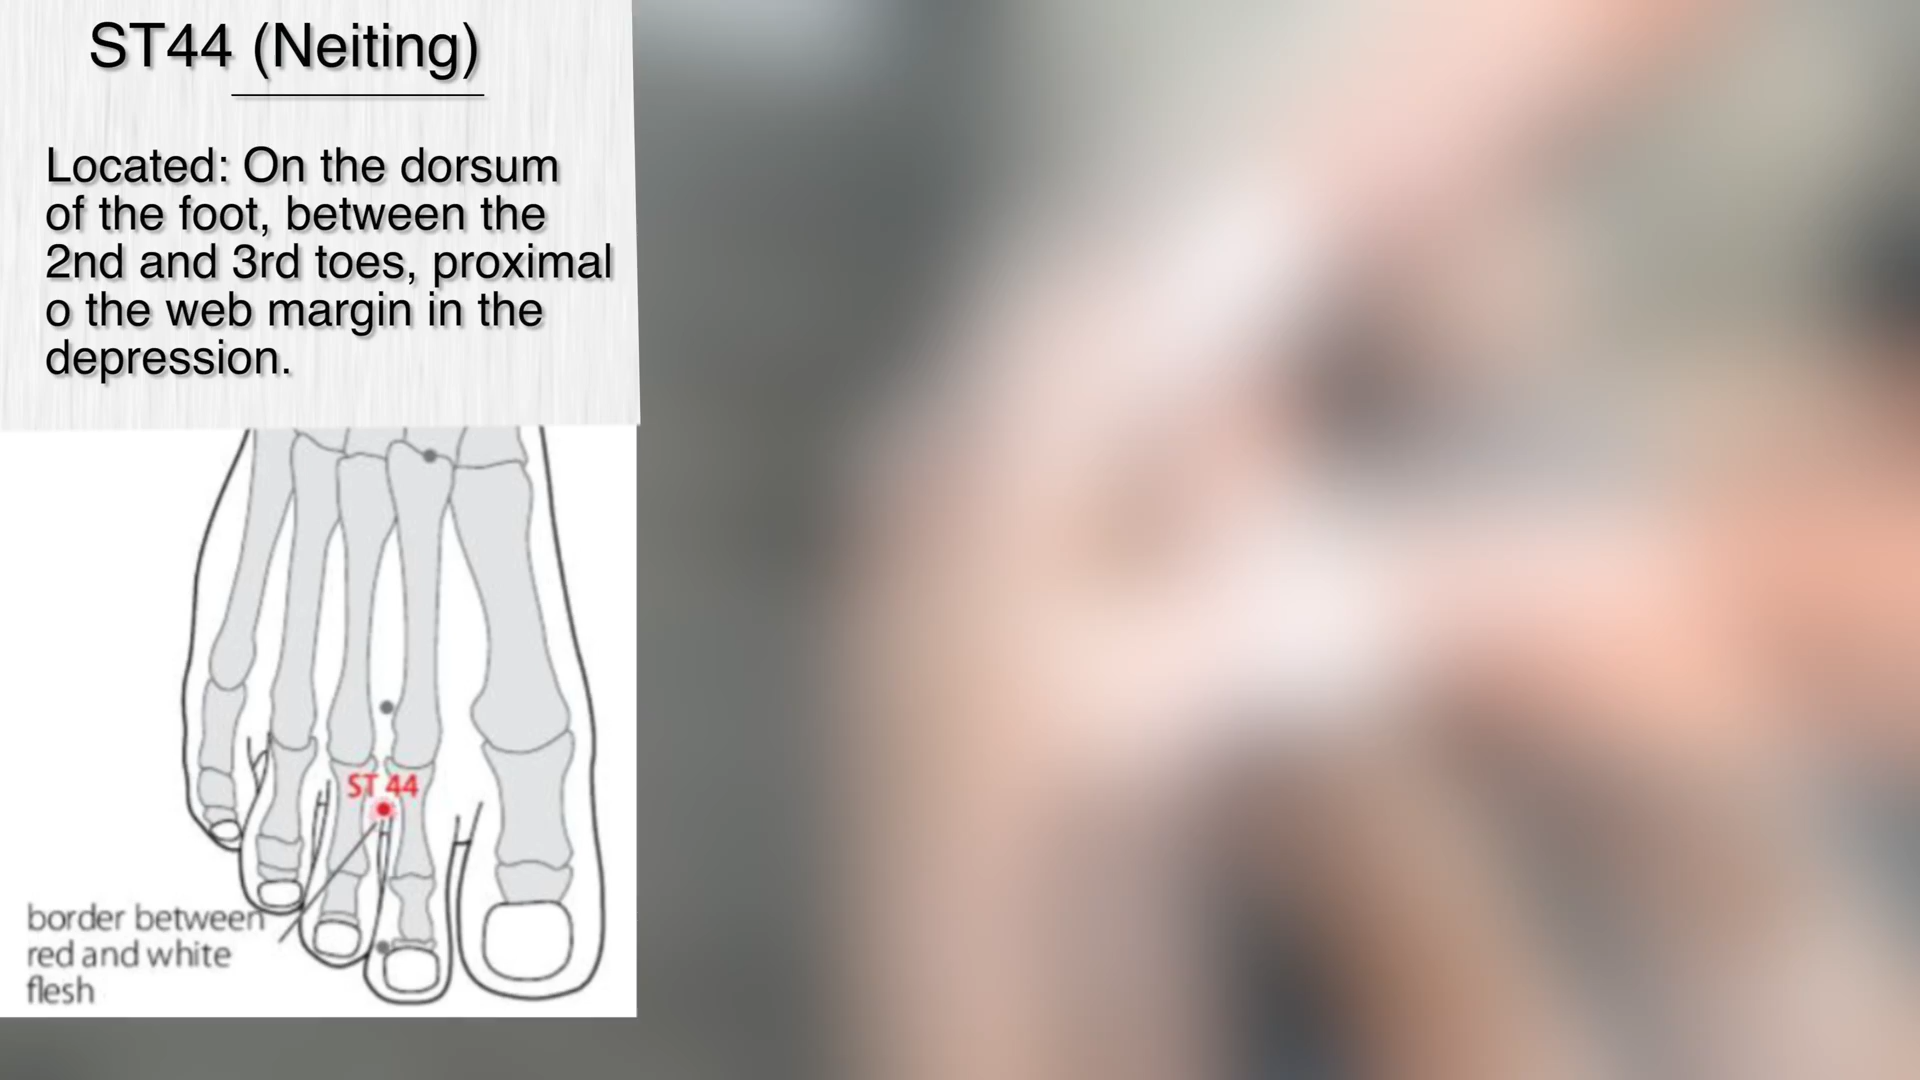 ST44 (Neiting)
Located: On the dorsum
of the foot, between the
2nd and 3rd toes, proximal
o the web margin in the
depression.
ST 44
border between
red and white
flesh